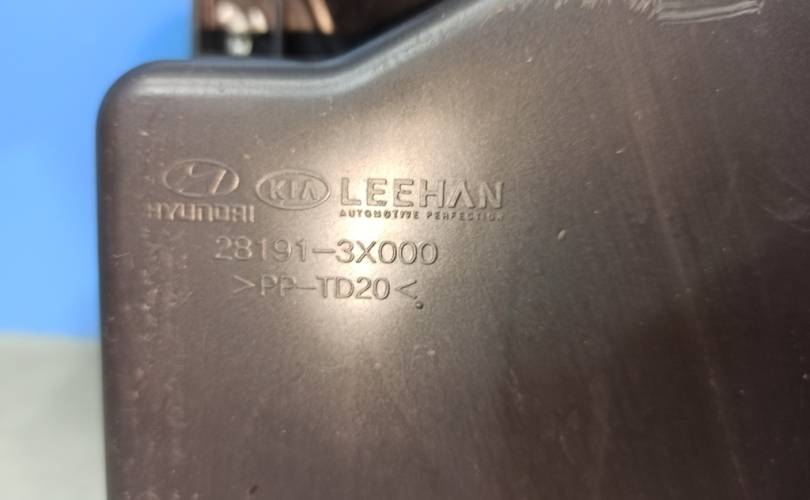 HYUNDAI KIA LEEHAN
AUTOMOTIVE PERFECTION
28191-3X000
>PP-TD20<